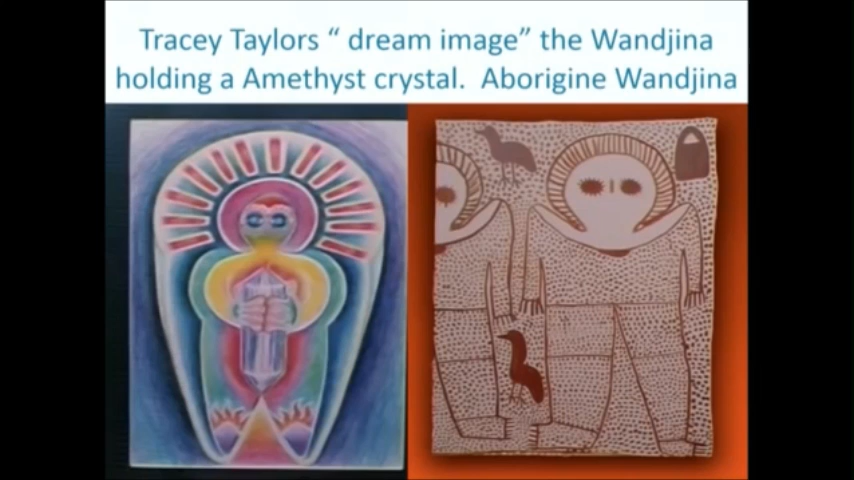 Tracey Taylors “ dream image” the Wandjina
holding a Amethyst crystal.  Aborigine Wandjina